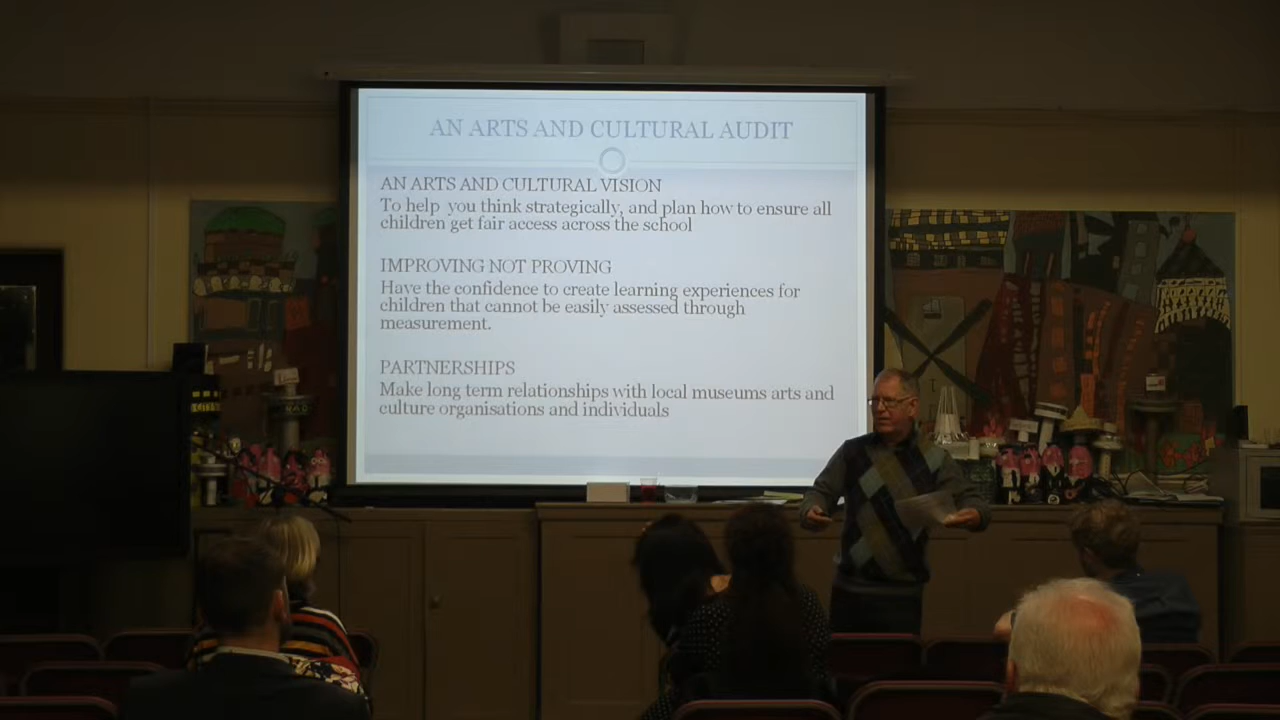 AN ARTS AND CULTURAL AUDIT
AN ARTS AND CULTURAL VISION
To help you think strategically, and plan how to ensure all
children get fair access across the school
IMPROVING NOT PROVING
Have the confidence to create learning experiences for
children that cannot be easily assessed through
measurement.
PARTNERSHIPS
Make long term relationships with local museums arts and
culture organisations and individuals